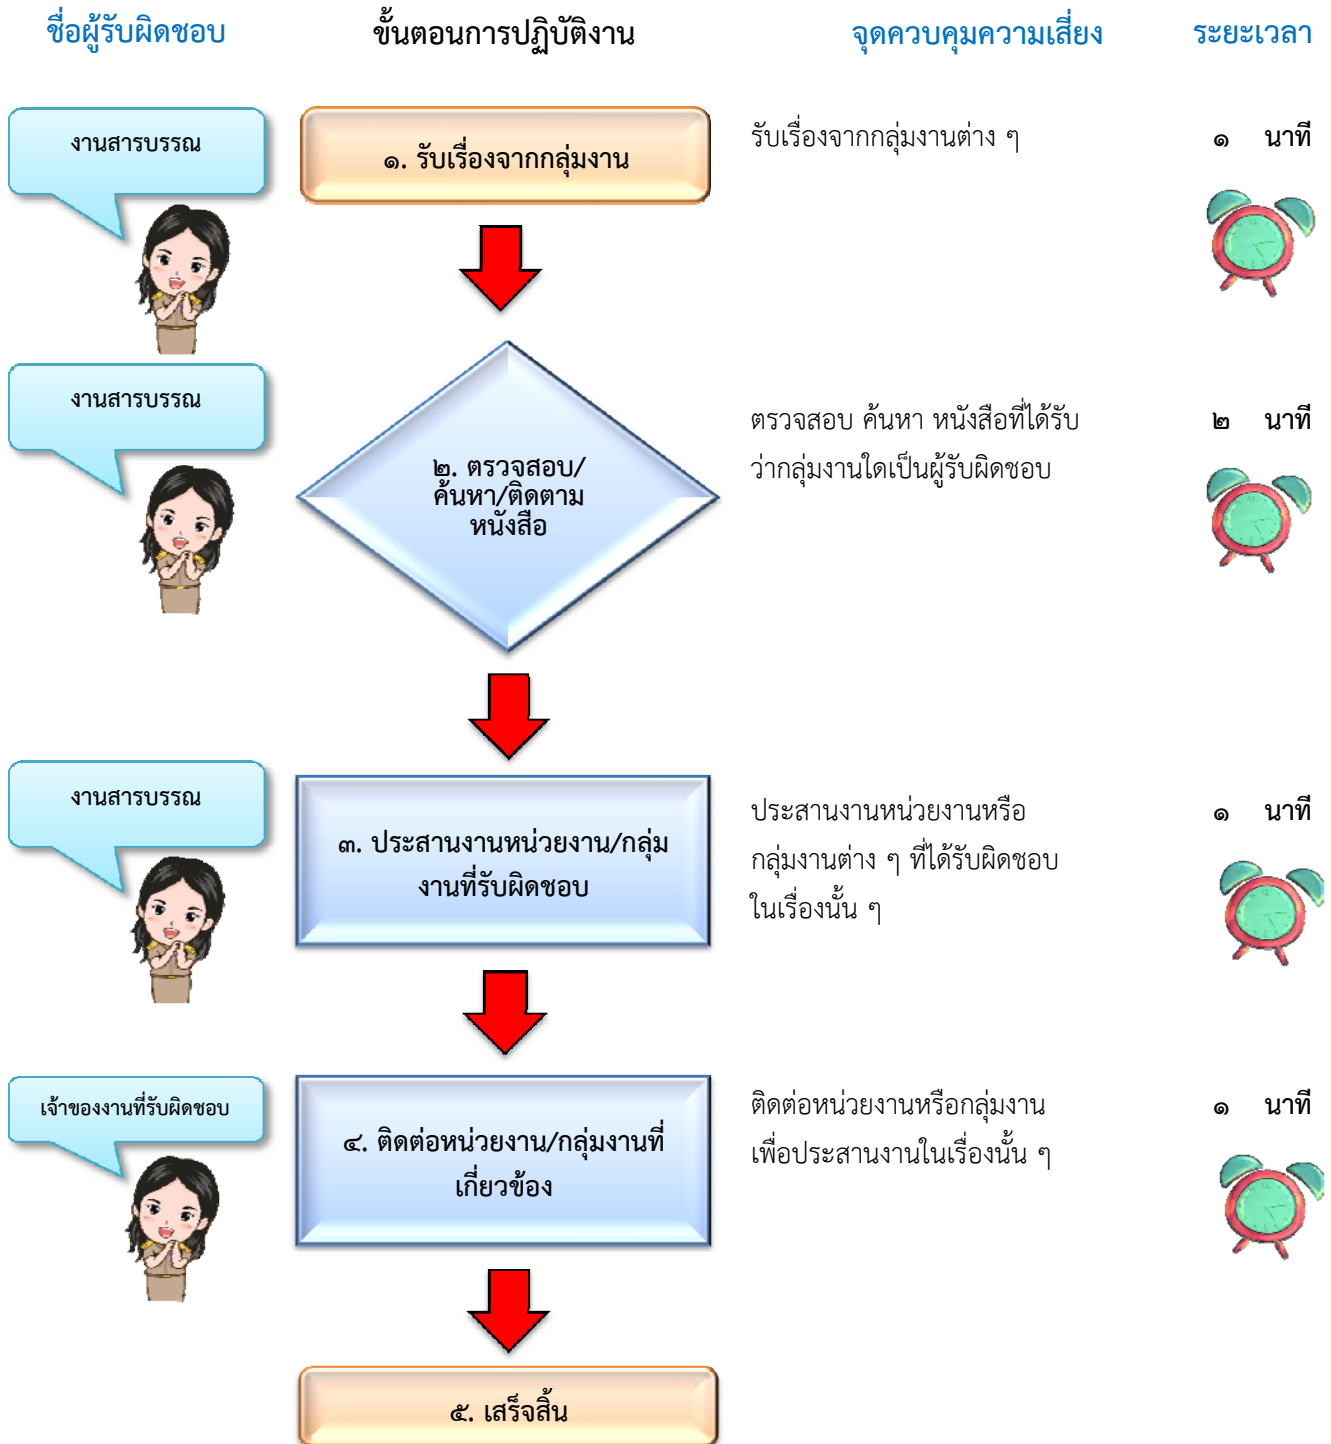 ชื่อผู้รับผิดชอบ ขั้นตอนการปฏิบัติงาน จุดควบคุมความเสี่ยง ระยะเวลา
งานสารบรรณ
๑. รับเรื่องจากกลุ่มงาน
รับเรื่องจากกลุ่มงานต่าง ๆ
๑ นาที
งานสารบรรณ
๒. ตรวจสอบ/
ค้นหา/ติดตาม
หนังสือ
ตรวจสอบ ค้นหา หนังสือที่ได้รับ
ว่ากลุ่มงานใดเป็นผู้รับผิดชอบ
๒ นาที
งานสารบรรณ
๓. ประสานงานหน่วยงาน/กลุ่ม
งานที่รับผิดชอบ
ประสานงานหน่วยงานหรือ
กลุ่มงานต่าง ๆ ที่ได้รับผิดชอบ
ในเรื่องนั้น ๆ
๑ นาที
เจ้าของงานที่รับผิดชอบ
๔. ติดต่อหน่วยงาน/กลุ่มงานที่
เกี่ยวข้อง
ติดต่อหน่วยงานหรือกลุ่มงาน
เพื่อประสานงานในเรื่องนั้น ๆ
๑ นาที
๕. เสร็จสิ้น